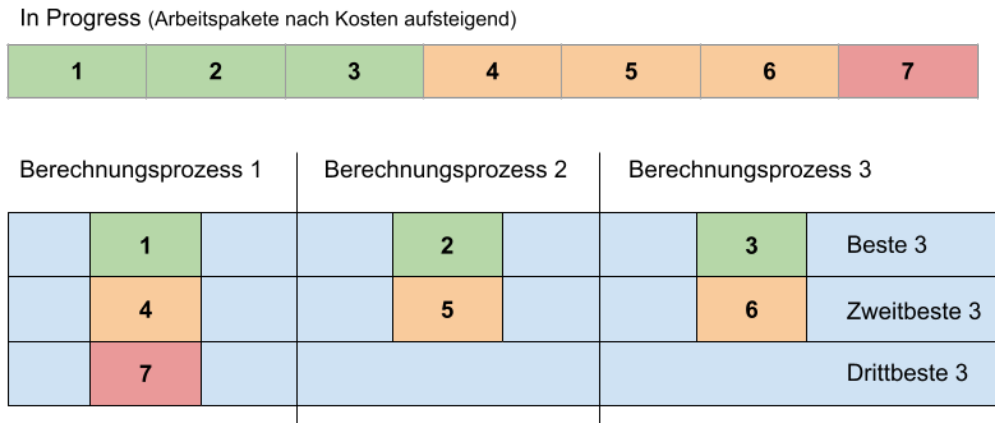 In Progress (Arbeitspakete nach Kosten aufsteigend)
1 2 3 4 5 6 7
Berechnungsprozess 1 Berechnungsprozess 2 Berechnungsprozess 3
1 2 3 Beste 3
4 5 6 Zweitbeste 3
7 Drittbeste 3